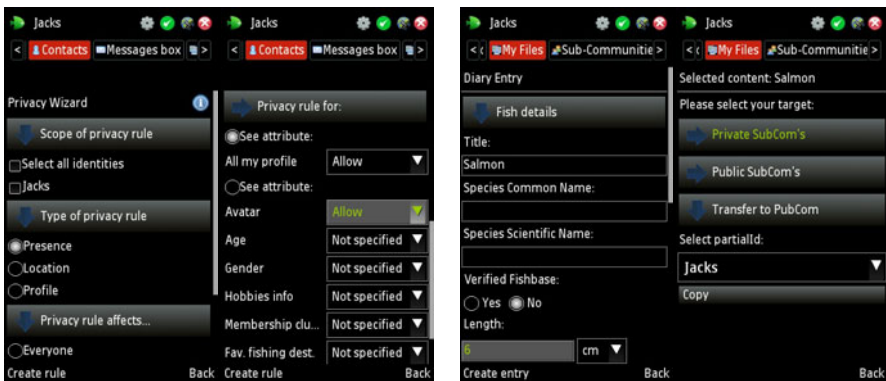 Jacks
< Contacts Messages box >
Privacy Wizard
Scope of privacy rule
Select all identities
Jacks
Type of privacy rule
Presence
Location
Profile
Privacy rule affects...
Everyone
Create rule Back
Jacks
< Contacts Messages box >
Privacy rule for:
See attribute:
All my profile Allow
See attribute:
Avatar Allow
Age Not specified
Gender Not specified
Hobbies info Not specified
Membership clu... Not specified
Fav. fishing dest. Not specified
Create rule Back
Jacks
< My Files Sub-Communitie >
Diary Entry
Fish details
Title:
Salmon
Species Common Name:
Species Scientific Name:
Verified Fishbase:
Yes No
Length:
6 cm
Create entry Back
Jacks
< My Files Sub-Communitie >
Selected content: Salmon
Please select your target:
Private SubCom's
Public SubCom's
Transfer to PubCom
Select partialId:
Jacks
Copy
Back